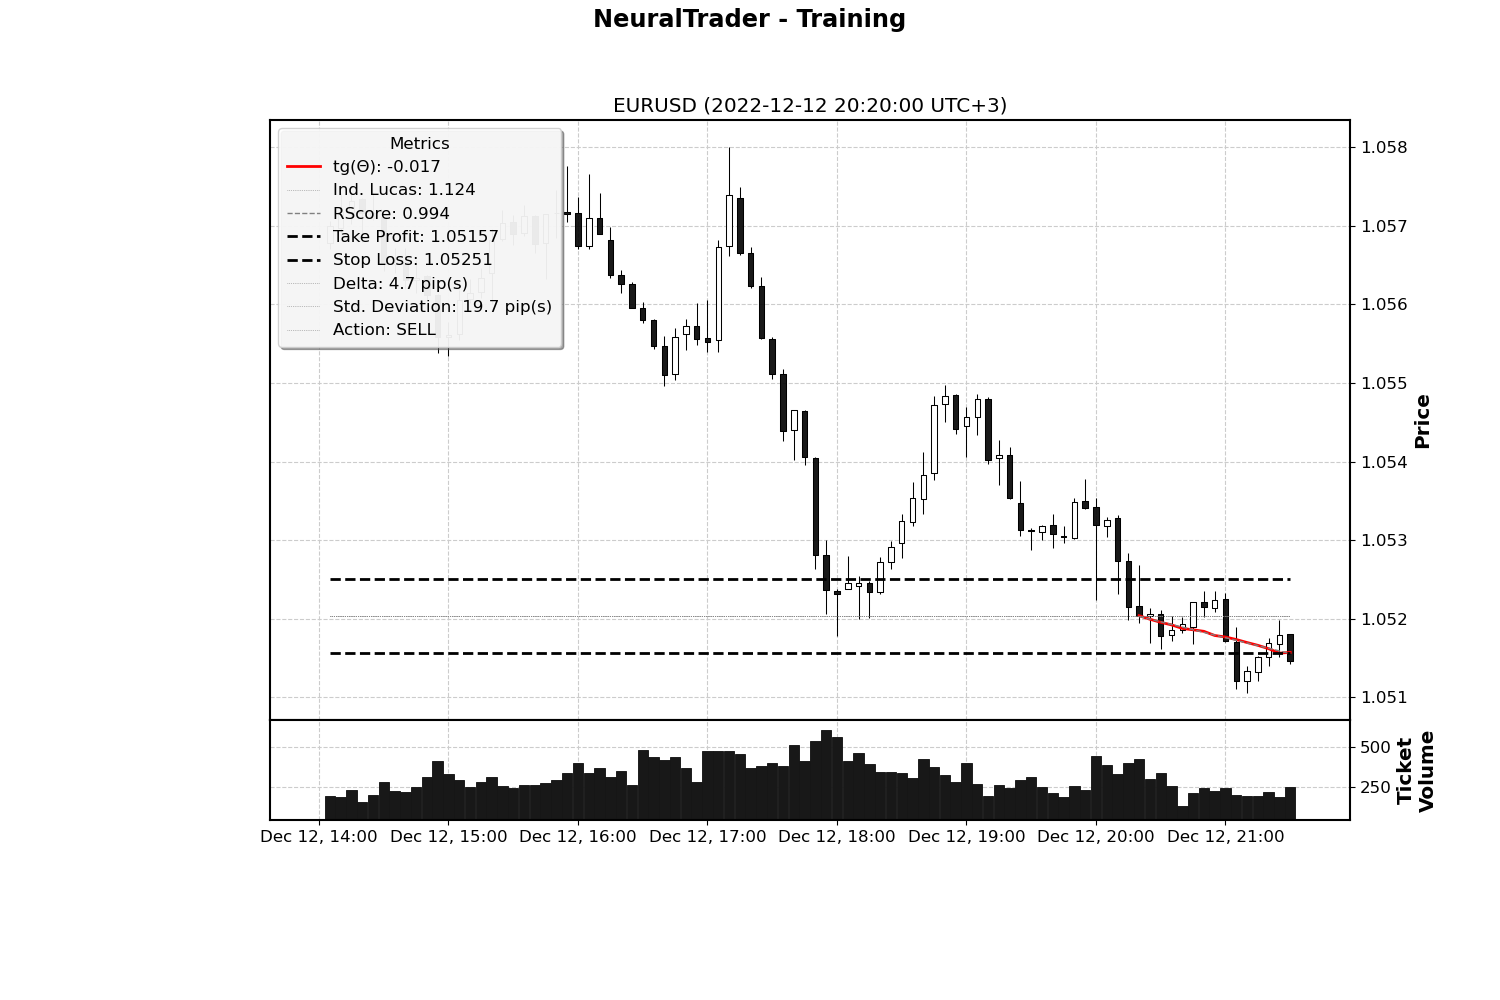 NeuralTrader - Training
EURUSD (2022-12-12 20:20:00 UTC+3)
Metrics
tg(Θ): -0.017
Ind. Lucas: 1.124
RScore: 0.994
Take Profit: 1.05157
Stop Loss: 1.05251
Delta: 4.7 pip(s)
Std. Deviation: 19.7 pip(s)
Action: SELL
1.058
1.057
1.056
1.055
1.054
1.053
1.052
1.051
Price
500
250
Ticket
Volume
Dec 12, 14:00 Dec 12, 15:00 Dec 12, 16:00 Dec 12, 17:00 Dec 12, 18:00 Dec 12, 19:00 Dec 12, 20:00 Dec 12, 21:00